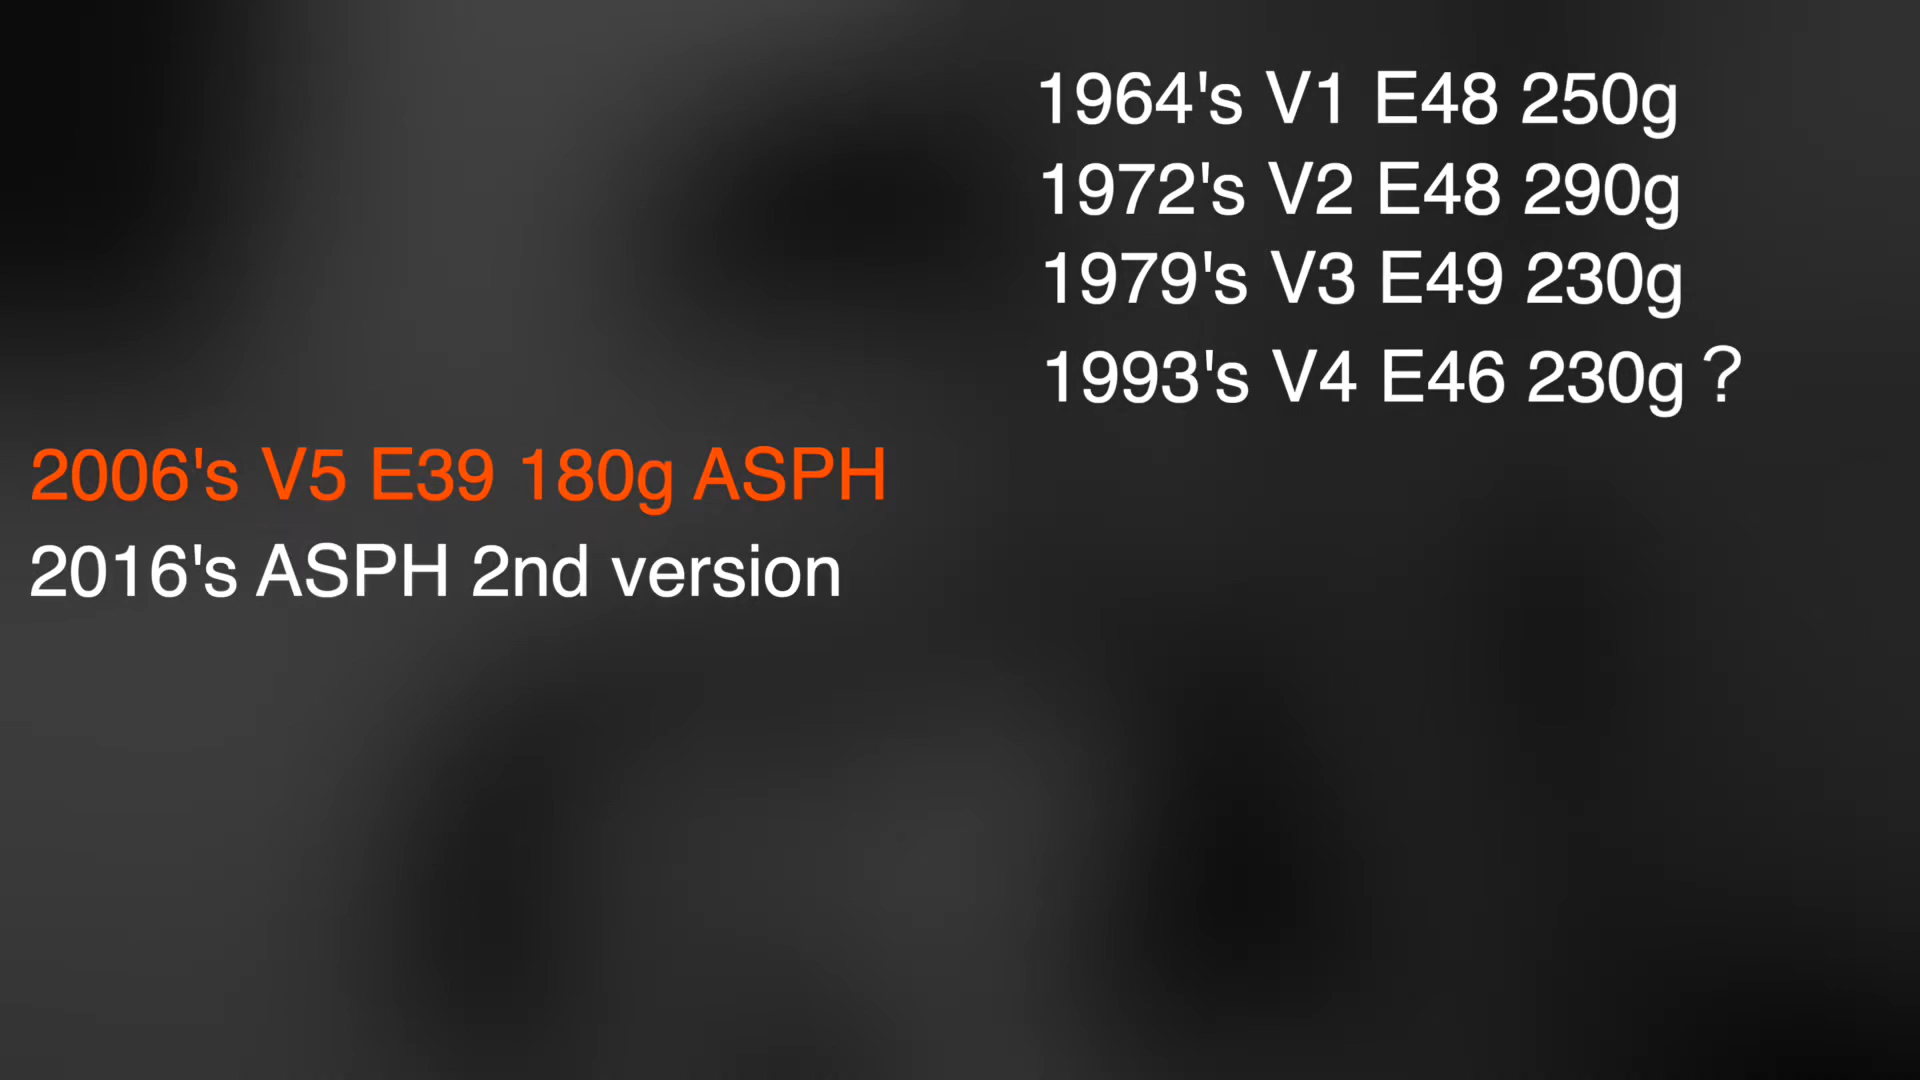 1964's V1 E48 250g
1972's V2 E48 290g
1979's V3 E49 230g
1993's V4 E46 230g？
2006's V5 E39 180g ASPH
2016's ASPH 2nd version